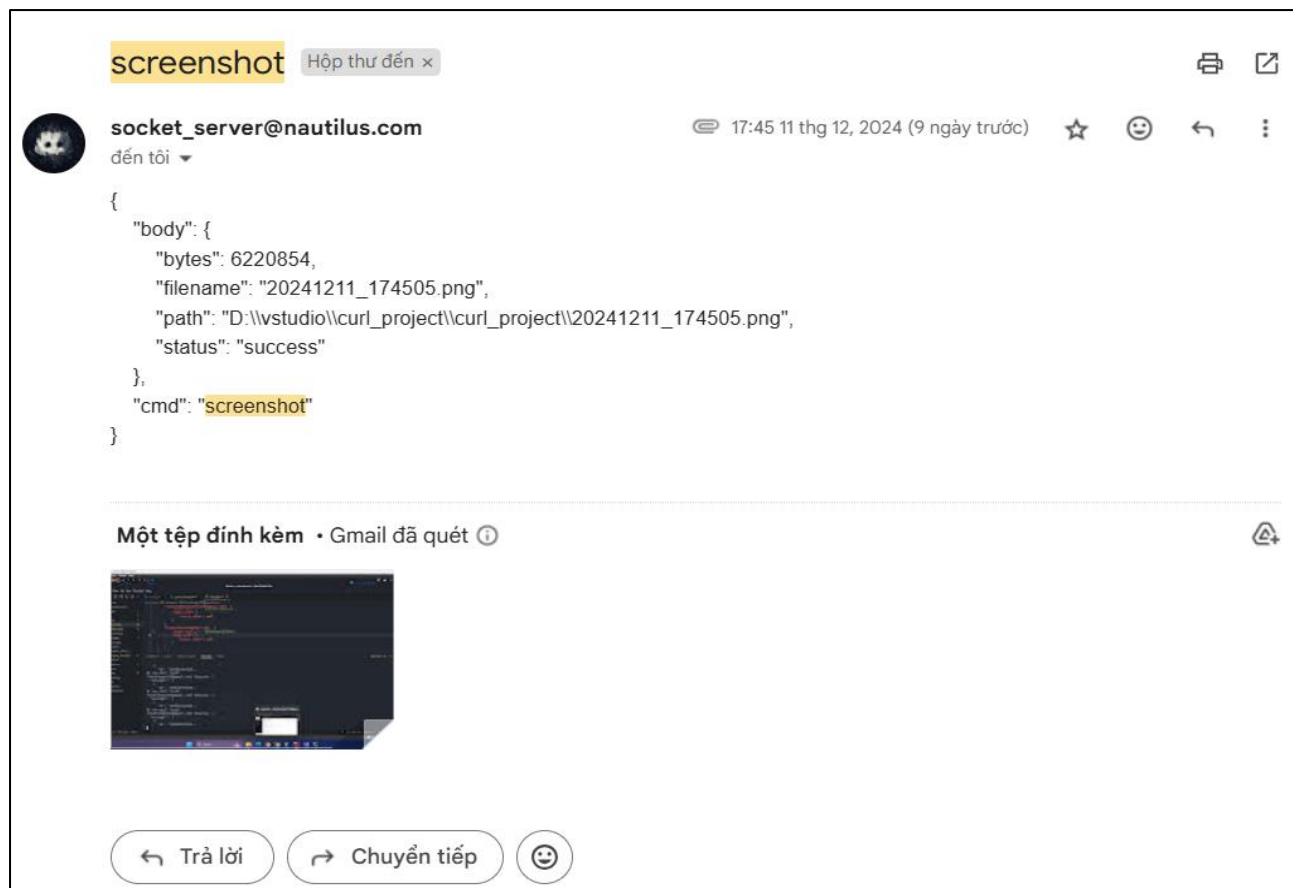 screenshot Hộp thư đến ×
socket_server@nautilus.com 17:45 11 thg 12, 2024 (9 ngày trước)
đến tôi
{
"body": {
"bytes": 6220854,
"filename": "20241211_174505.png",
"path": "D:\\vstudio\\curl_project\\curl_project\\20241211_174505.png",
"status": "success"
},
"cmd": "screenshot"
}
Một tệp đính kèm • Gmail đã quét
Trả lời Chuyển tiếp